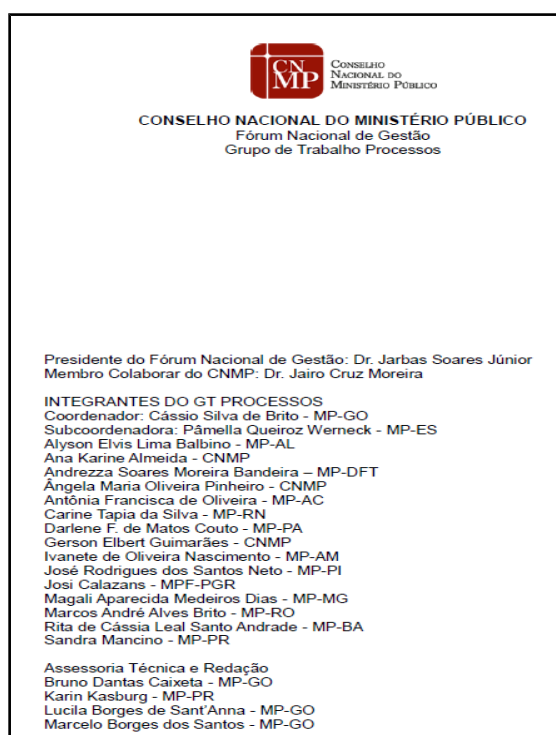 CN
MP
CONSELHO
NACIONAL DO
MINISTÉRIO PÚBLICO
CONSELHO NACIONAL DO MINISTÉRIO PÚBLICO
Fórum Nacional de Gestão
Grupo de Trabalho Processos
Presidente do Fórum Nacional de Gestão: Dr. Jarbas Soares Júnior
Membro Colaborar do CNMP: Dr. Jairo Cruz Moreira
INTEGRANTES DO GT PROCESSOS
Coordenador: Cássio Silva de Brito - MP-GO
Subcoordenadora: Pâmella Queiroz Werneck - MP-ES
Alyson Elvis Lima Balbino - MP-AL
Ana Karine Almeida - CNMP
Andrezza Soares Moreira Bandeira – MP-DFT
Ângela Maria Oliveira Pinheiro - CNMP
Antônia Francisca de Oliveira - MP-AC
Carine Tapia da Silva - MP-RN
Darlene F. de Matos Couto - MP-PA
Gerson Elbert Guimarães - CNMP
Ivanete de Oliveira Nascimento - MP-AM
José Rodrigues dos Santos Neto - MP-PI
Josi Calazans - MPF-PGR
Magali Aparecida Medeiros Dias - MP-MG
Marcos André Alves Brito - MP-RO
Rita de Cássia Leal Santo Andrade - MP-BA
Sandra Mancino - MP-PR
Assessoria Técnica e Redação
Bruno Dantas Caixeta - MP-GO
Karin Kasburg - MP-PR
Lucila Borges de Sant'Anna - MP-GO
Marcelo Borges dos Santos - MP-GO